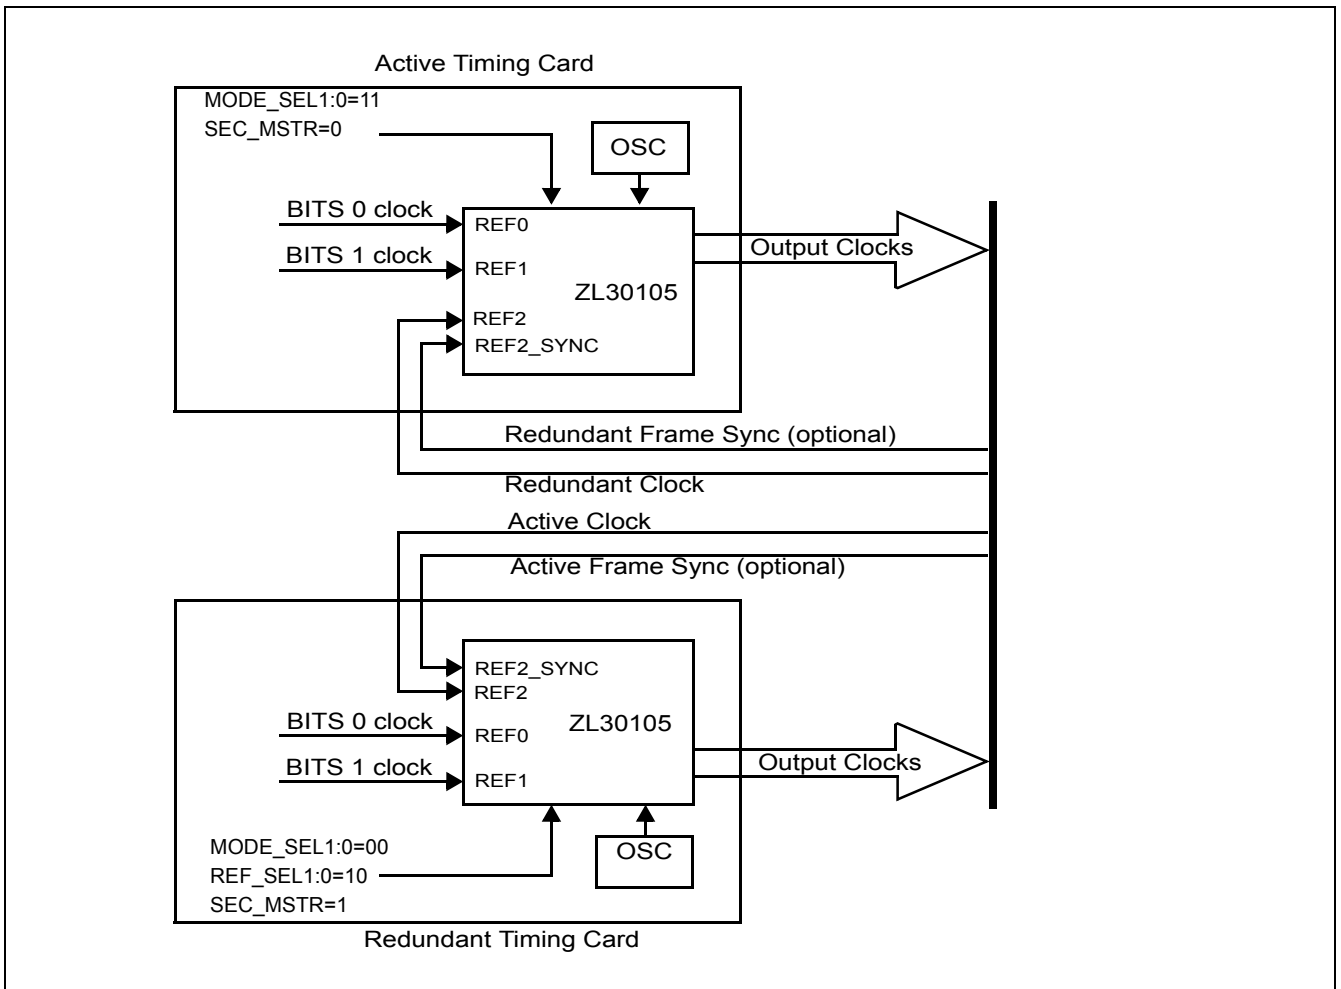 Active Timing Card
MODE_SEL1:0=11
SEC_MSTR=0
OSC
BITS 0 clock
REF0
BITS 1 clock
REF1
ZL30105
Output Clocks
REF2
REF2_SYNC
Redundant Frame Sync (optional)
Redundant Clock
Active Clock
Active Frame Sync (optional)
REF2_SYNC
REF2
BITS 0 clock
REF0
ZL30105
BITS 1 clock
REF1
Output Clocks
MODE_SEL1:0=00
REF_SEL1:0=10
SEC_MSTR=1
OSC
Redundant Timing Card